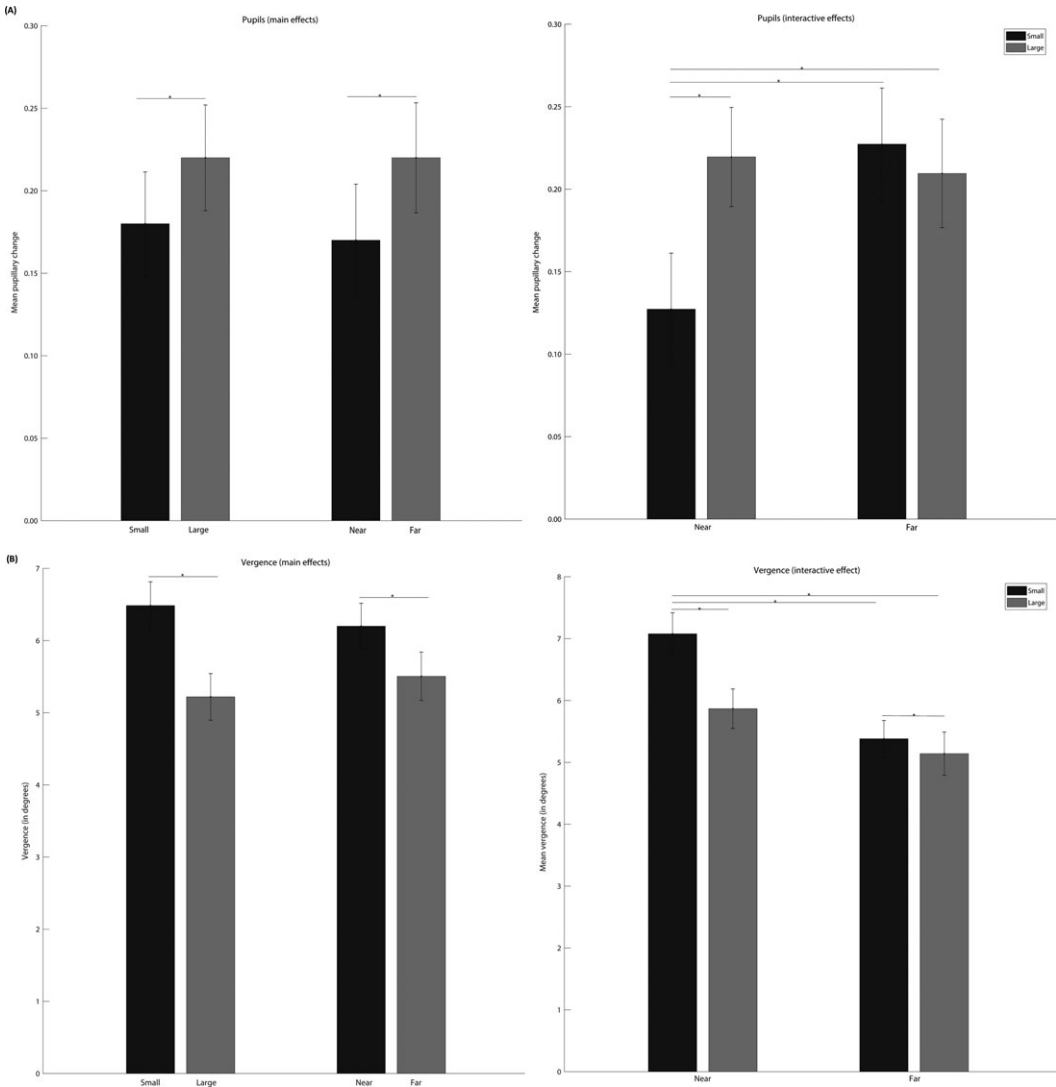 (A)
Pupils (main effects)
0.30
0.25
0.20
0.15
0.10
0.05
0.00
Mean pupillary change
*
*
Small
Large
Near
Far
Pupils (interactive effects)
0.30
0.25
0.20
0.15
0.10
0.05
0.00
Mean pupillary change
Small
Large
*
*
*
Near
Far
(B)
Vergence (main effects)
7
6
5
4
3
2
1
0
Vergence (in degrees)
*
*
Small
Large
Near
Far
Vergence (interactive effect)
8
7
6
5
4
3
2
1
0
Mean vergence (in degrees)
Small
Large
*
*
*
*
Near
Far